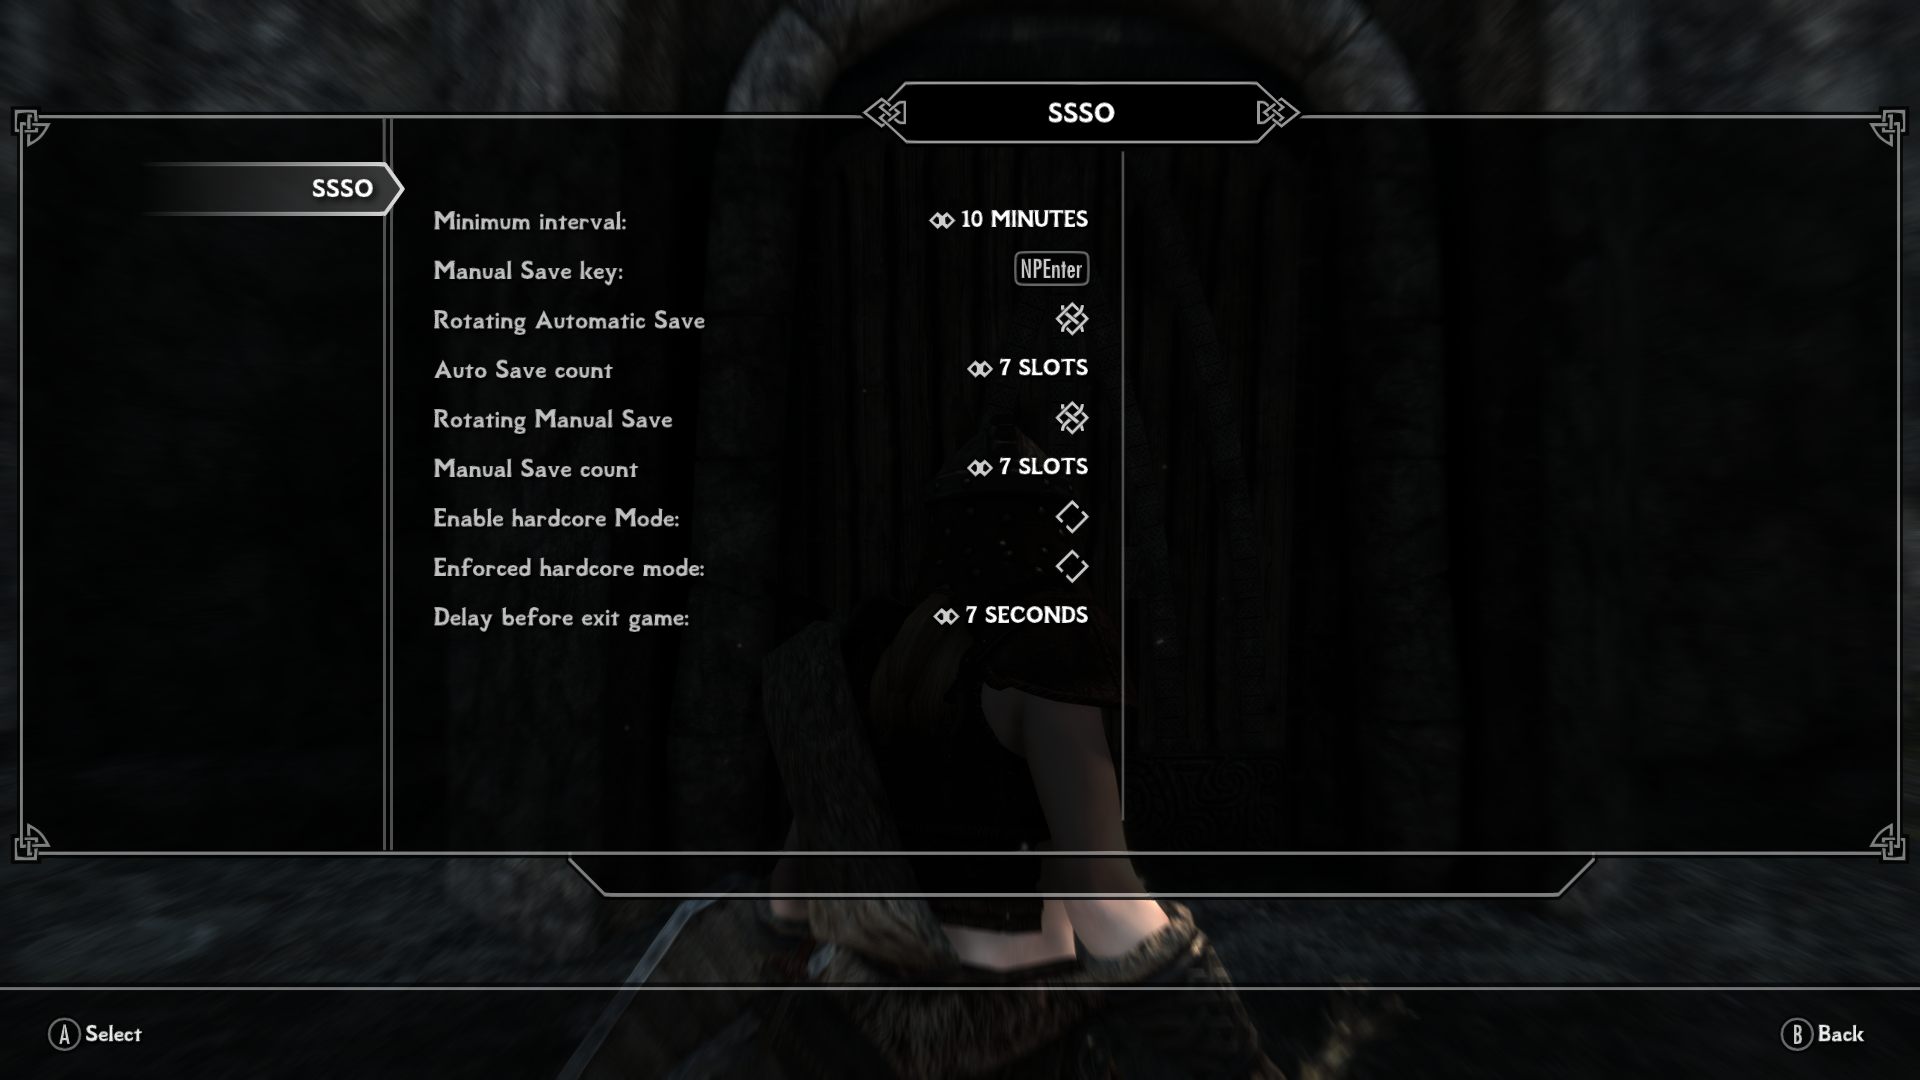 SSSO
SSSO
Minimum interval: 10 MINUTES
Manual Save key: NPEnter
Rotating Automatic Save
Auto Save count 7 SLOTS
Rotating Manual Save
Manual Save count 7 SLOTS
Enable hardcore Mode:
Enforced hardcore mode:
Delay before exit game: 7 SECONDS
A Select
B Back